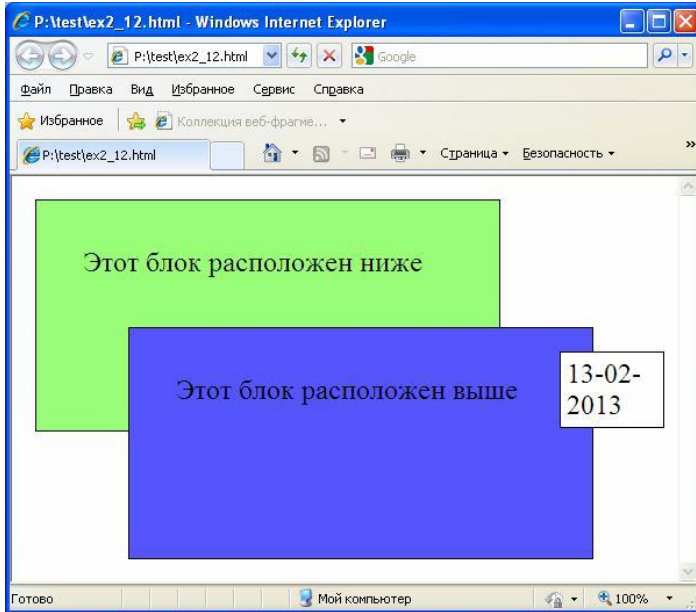 P:\test\ex2_12.html - Windows Internet Explorer
P:\test\ex2_12.html Google
Файл Правка Вид Избранное Сервис Справка
Избранное Коллекция веб-фрагме...
P:\test\ex2_12.html Страница Безопасность »
Этот блок расположен ниже
Этот блок расположен выше
13-02-
2013
Готово Мой компьютер 100%